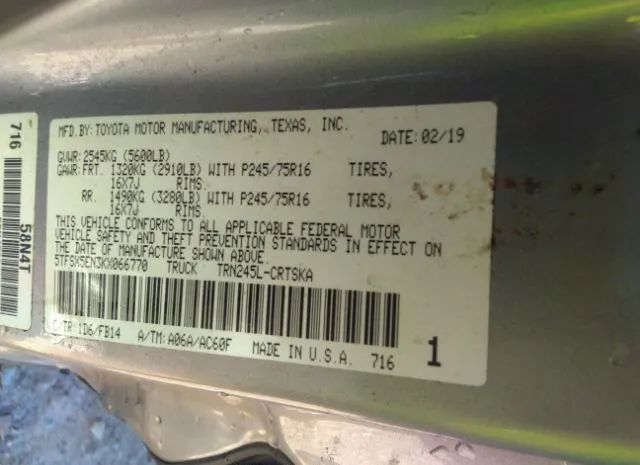 716
58N4T
MFD.BY:TOYOTA MOTOR MANUFACTURING, TEXAS, INC.
DATE:02/19
GVWR:2545KG (5600LB)
GAWR:FRT. 1320KG (2910LB) WITH P245/75R16 TIRES,
16X7J RIMS.
RR. 1490KG (3280LB) WITH P245/75R16 TIRES,
16X7J RIMS.
THIS VEHICLE CONFORMS TO ALL APPLICABLE FEDERAL MOTOR
VEHICLE SAFETY AND THEFT PREVENTION STANDARDS IN EFFECT ON
THE DATE OF MANUFACTURE SHOWN ABOVE.
5TFSX5EN3KX066770 TRUCK TRN245L-CRTSKA
C/TR:1D6/FB14 A/TM:A06A/AC60F MADE IN U.S.A. 716 1